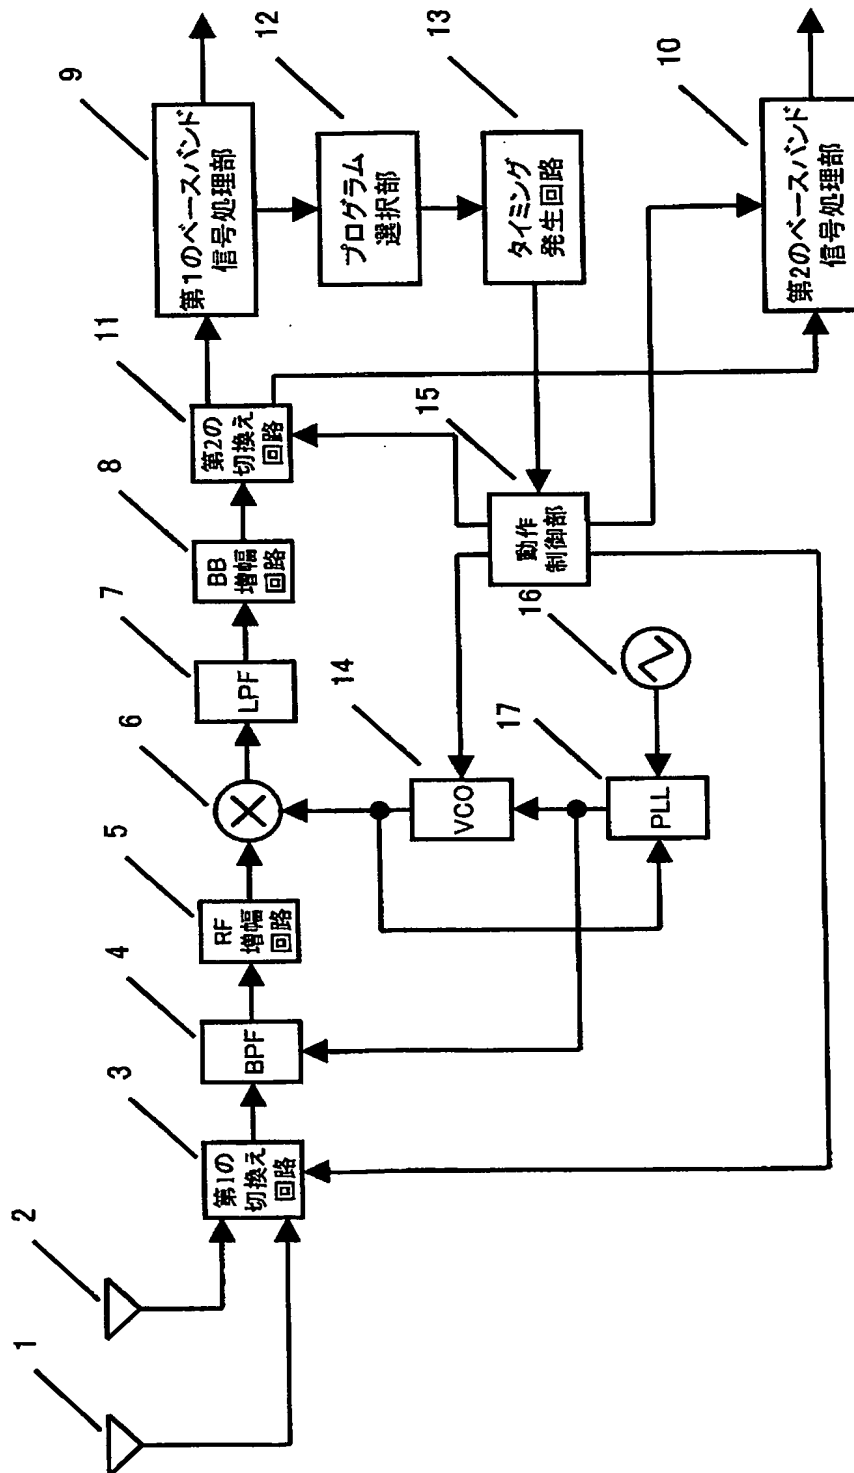 1
2
3
第1の
切換え
回路
4
BPF
5
RF
増幅
回路
6
7
LPF
8
BB
増幅
回路
11
第2の
切換え
回路
9
第1のベースバンド
信号処理部
12
プログラム
選択部
13
タイミング
発生回路
10
第2のベースバンド
信号処理部
15
動作
制御部
14
VCO
16
17
PLL